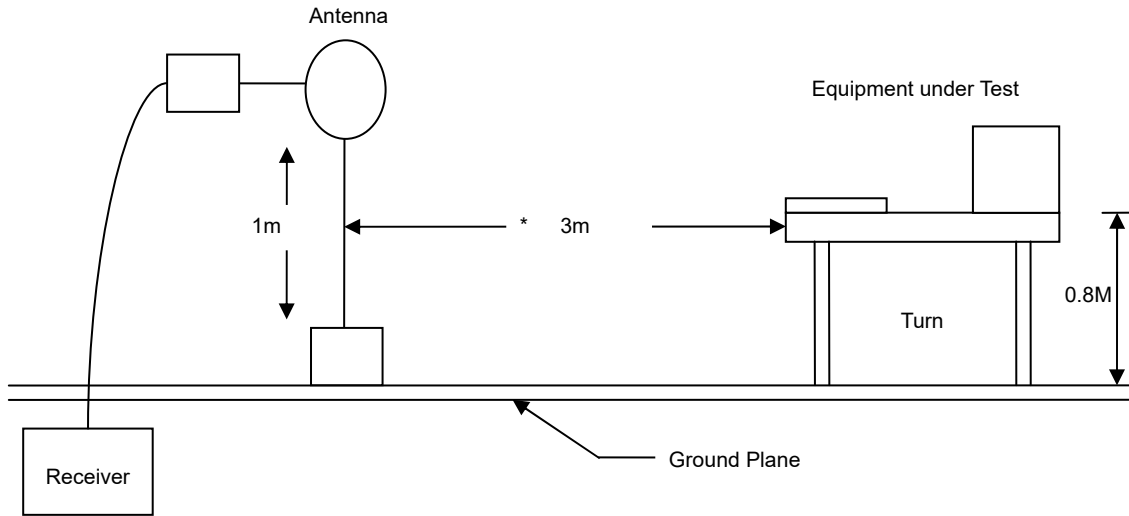 Antenna
Equipment under Test
1m
* 3m
0.8M
Turn
Ground Plane
Receiver